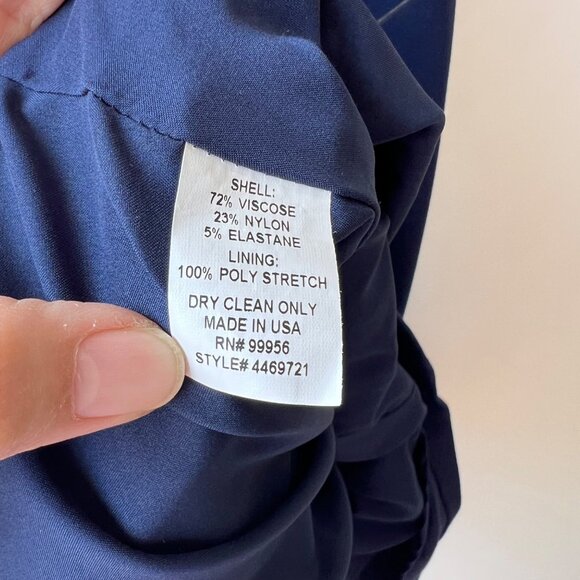 SHELL:
72% VISCOSE
23% NYLON
5% ELASTANE
LINING:
100% POLY STRETCH
DRY CLEAN ONLY
MADE IN USA
RN# 99956
STYLE# 4469721